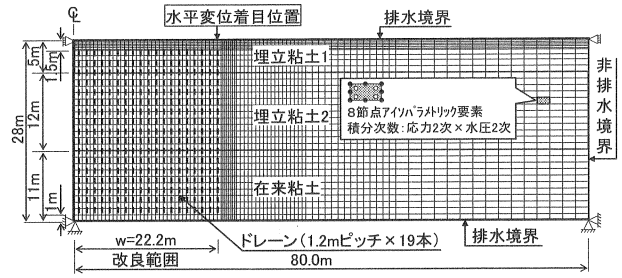 ℄
水平変位着目位置
排水境界
5m
1.5m
28m
12m
11m
1m
埋立粘土1
埋立粘土2
在来粘土
8節点アイソパラメトリック要素
積分次数:応力2次×水圧2次
非排水境界
w=22.2m
改良範囲
ドレーン(1.2mピッチ×19本)
排水境界
80.0m